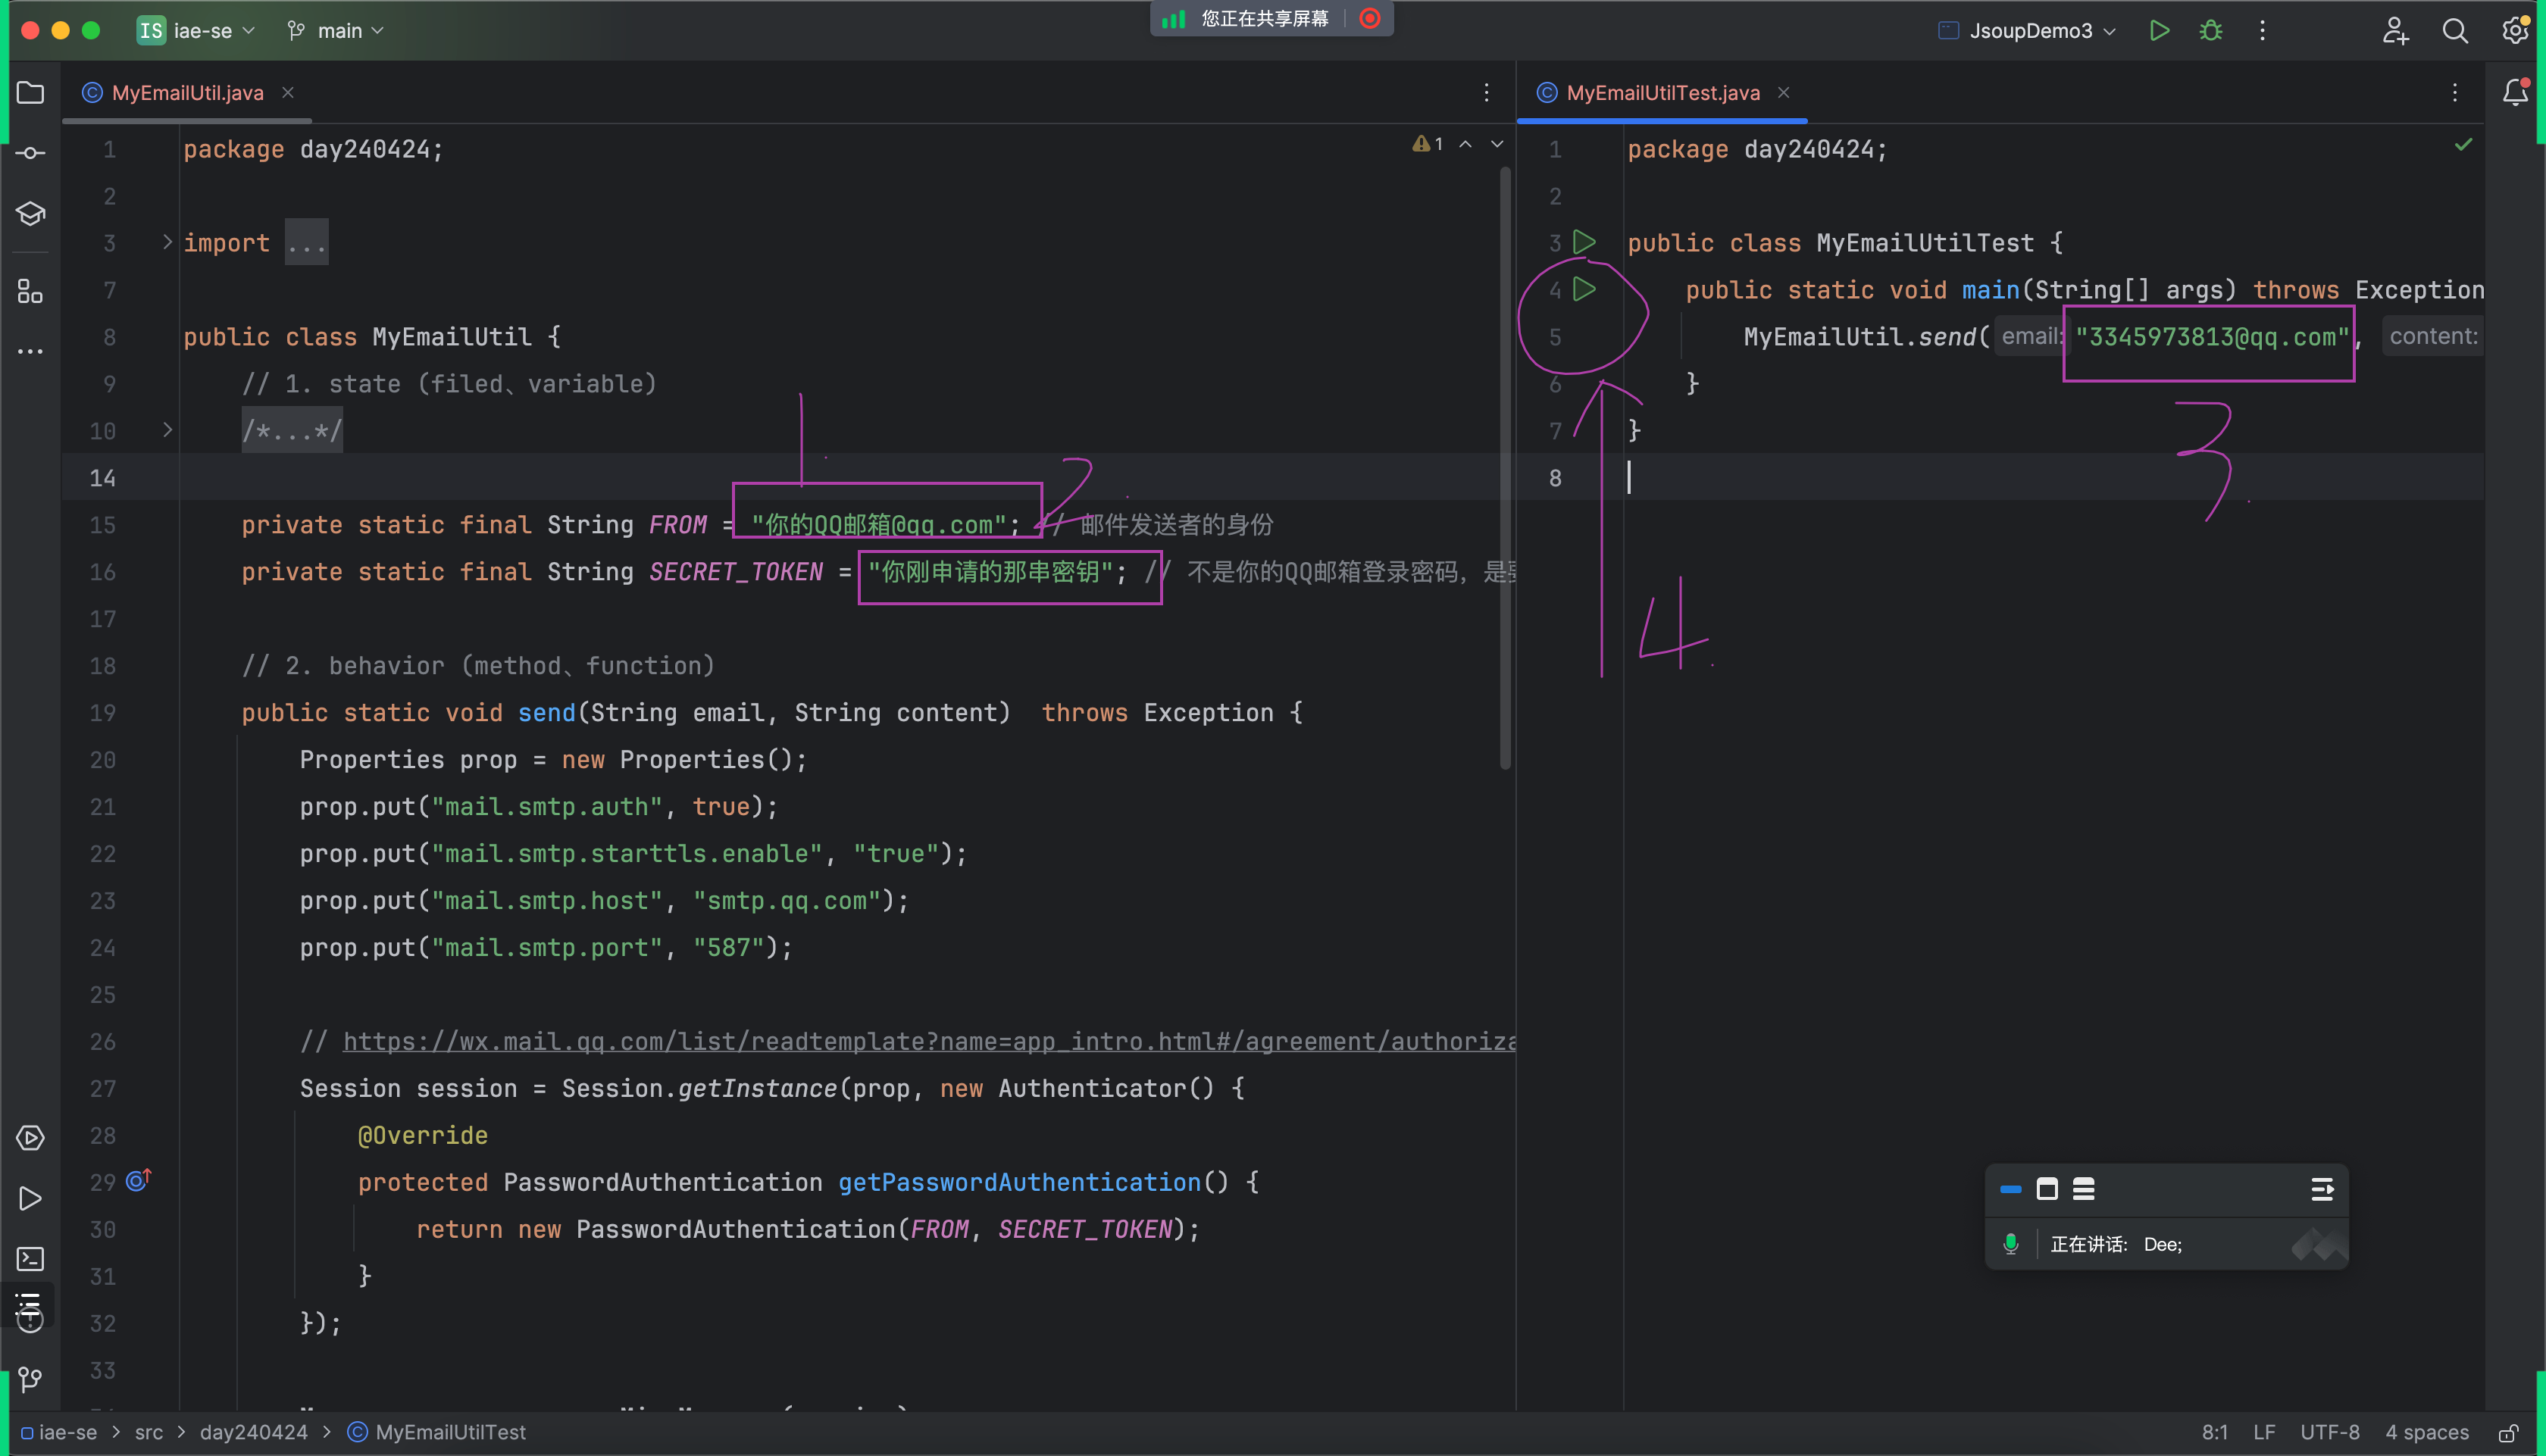 IS iae-se main
您正在共享屏幕
JsoupDemo3
MyEmailUtil.java
1
1 package day240424;
2
3 import ...
7
8 public class MyEmailUtil {
9 // 1. state (filed、variable)
10 /*...*/
14
15 private static final String FROM = "你的QQ邮箱@qq.com"; // 邮件发送者的身份
16 private static final String SECRET_TOKEN = "你刚申请的那串密钥"; // 不是你的QQ邮箱登录密码，是
17
18 // 2. behavior (method、function)
19 public static void send(String email, String content) throws Exception {
20 Properties prop = new Properties();
21 prop.put("mail.smtp.auth", true);
22 prop.put("mail.smtp.starttls.enable", "true");
23 prop.put("mail.smtp.host", "smtp.qq.com");
24 prop.put("mail.smtp.port", "587");
25
26 // https://wx.mail.qq.com/list/readtemplate?name=app_intro.html#/agreement/authoriza
27 Session session = Session.getInstance(prop, new Authenticator() {
28 @Override
29 protected PasswordAuthentication getPasswordAuthentication() {
30 return new PasswordAuthentication(FROM, SECRET_TOKEN);
31 }
32 });
33
1.
2.
MyEmailUtilTest.java
1 package day240424;
2
3 public class MyEmailUtilTest {
4 public static void main(String[] args) throws Exception
5 MyEmailUtil.send( email: "3345973813@qq.com", content:
6 }
7 }
8
3.
4.
正在讲话: Dee;
iae-se > src > day240424 > MyEmailUtilTest
8:1 LF UTF-8 4 spaces